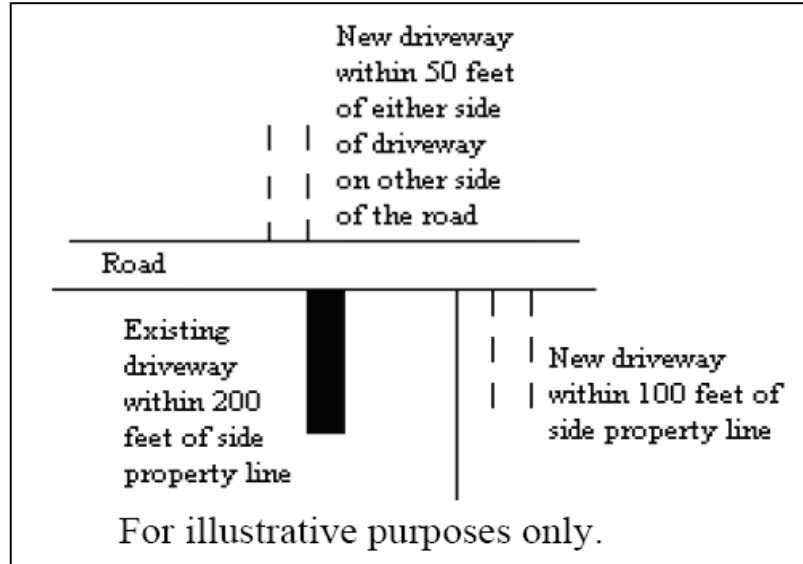 New driveway
within 50 feet
of either side
of driveway
on other side
of the road
Road
Existing
driveway
within 200
feet of side
property line
New driveway
within 100 feet of
side property line
For illustrative purposes only.